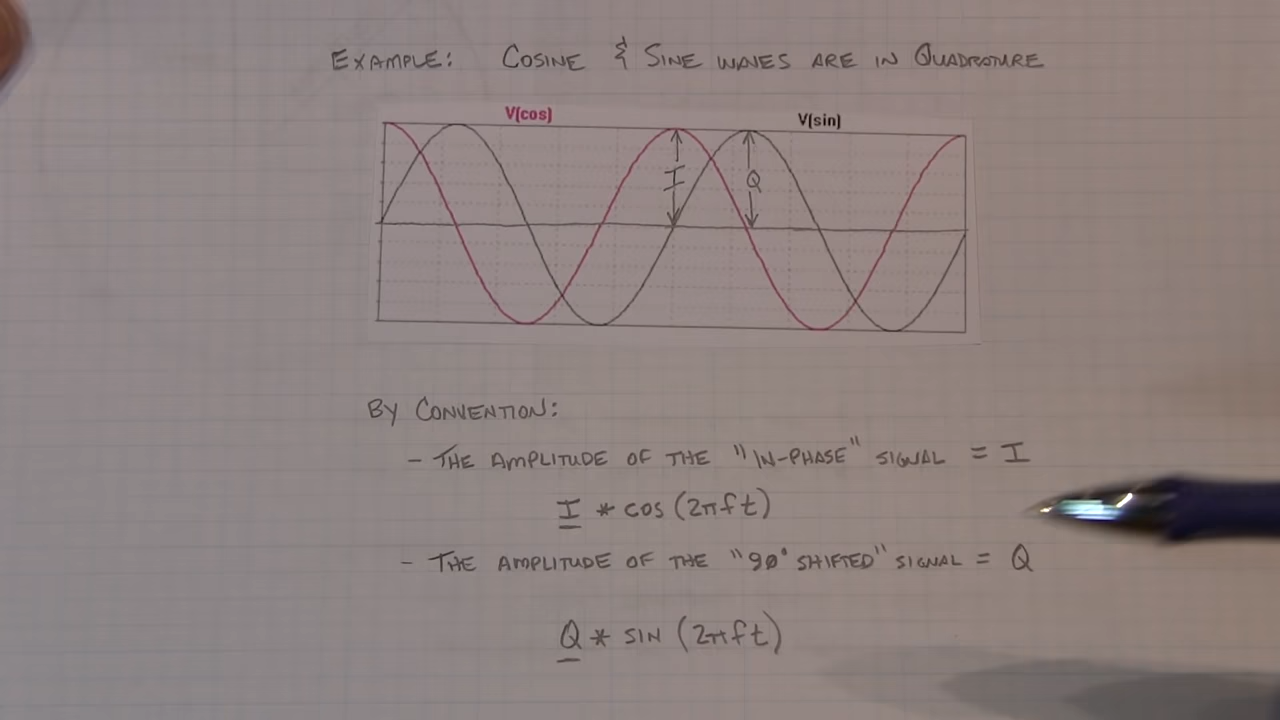 EXAMPLE: COSINE & SINE WAVES ARE IN QUADRATURE
V(cos) V(sin)
I Q
BY CONVENTION:
- THE AMPLITUDE OF THE "IN-PHASE" SIGNAL = I
I * COS (2πft)
- THE AMPLITUDE OF THE "90° SHIFTED" SIGNAL = Q
Q * SIN (2πft)